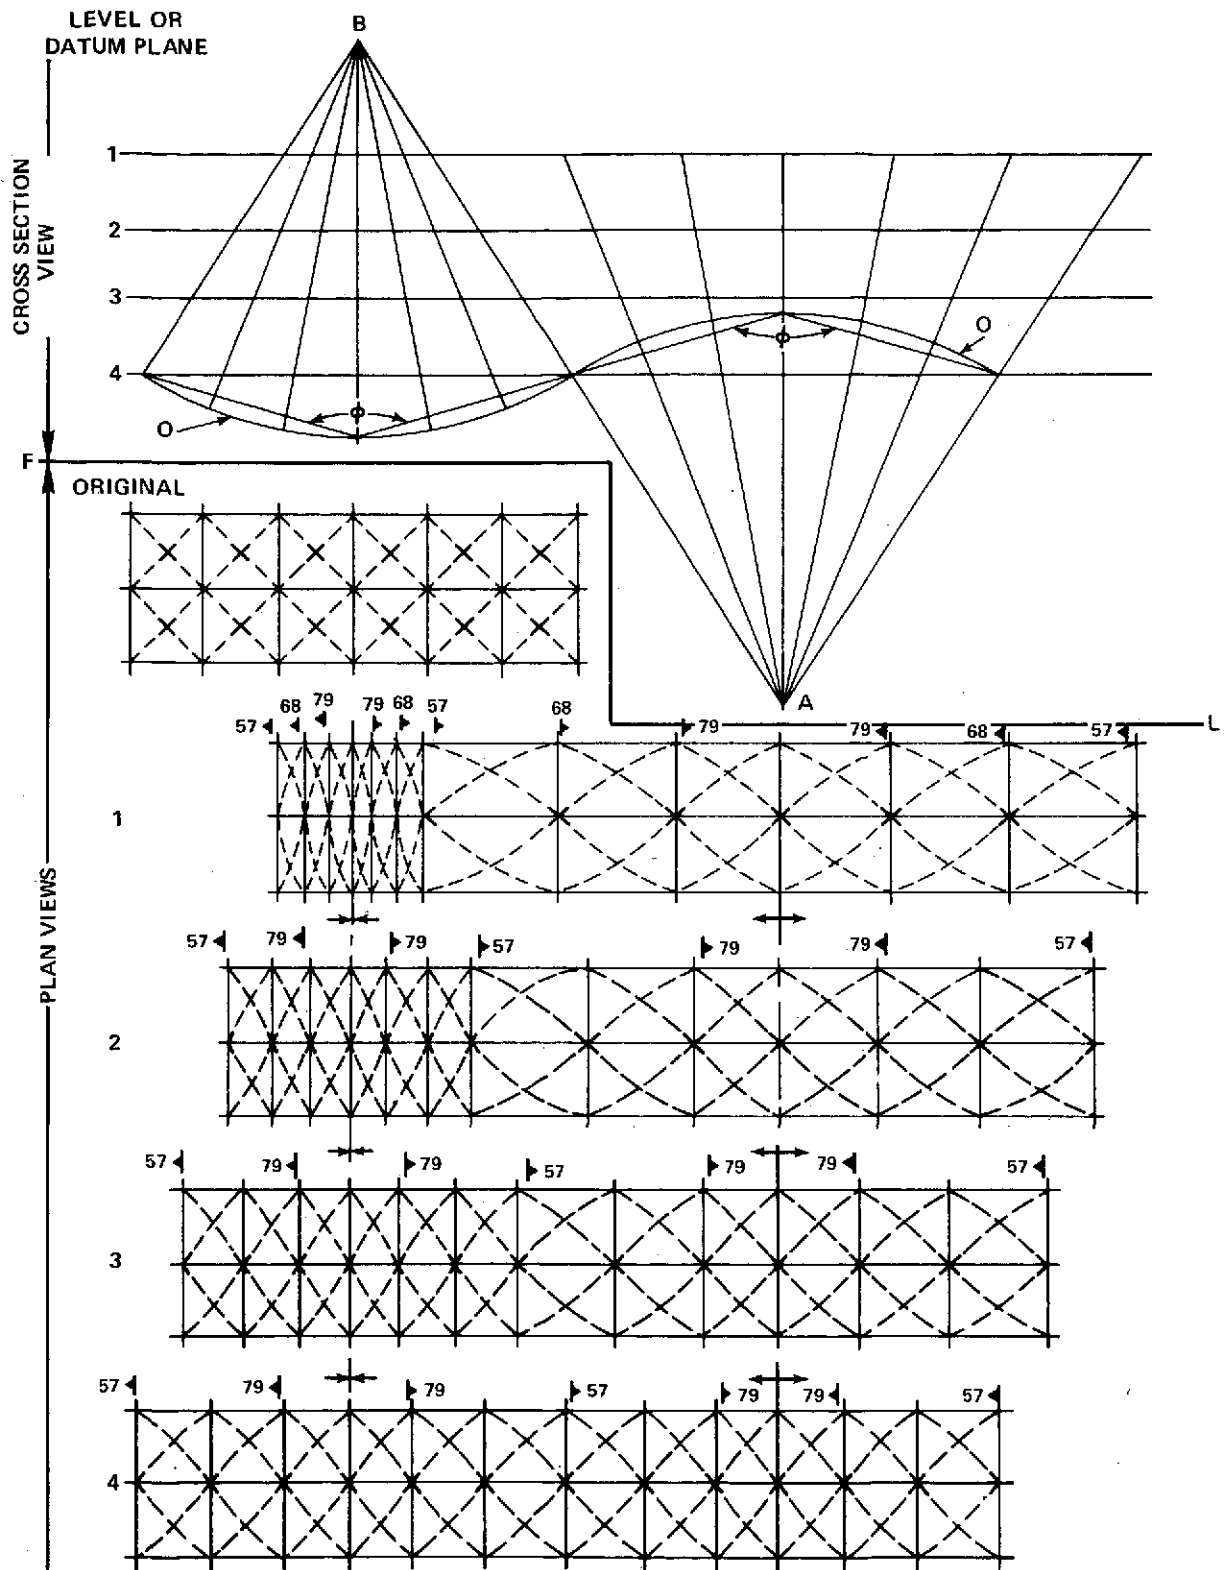 LEVEL OR
DATUM PLANE
B
CROSS SECTION
VIEW
1
2
3
4
O
Φ
Φ
O
F
ORIGINAL
A
L
PLAN VIEWS
57 68 79 79 68 57 68 79 79 68 57
1
57 79 79 57 79 79 57
2
57 79 79 57 79 79 57
3
57 79 79 57 79 79 57
4